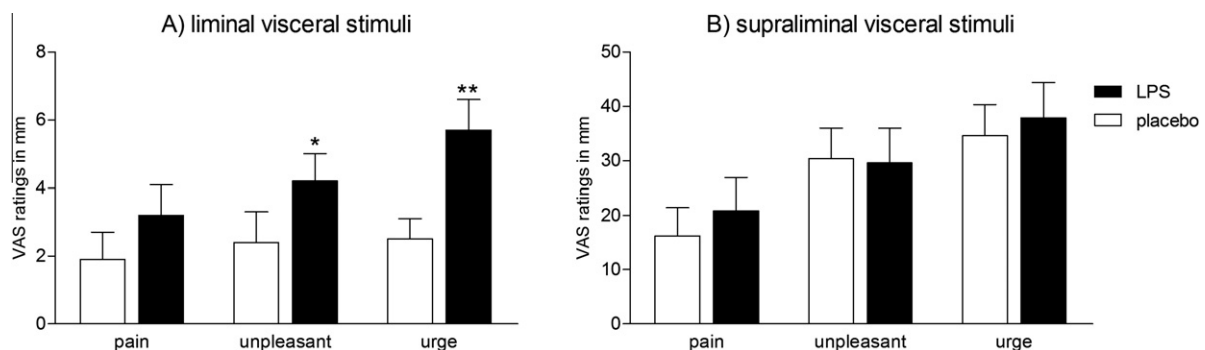 A) liminal visceral stimuli
VAS ratings in mm
8
6
4
2
0
*
**
pain
unpleasant
urge
B) supraliminal visceral stimuli
VAS ratings in mm
50
40
30
20
10
0
pain
unpleasant
urge
LPS
placebo